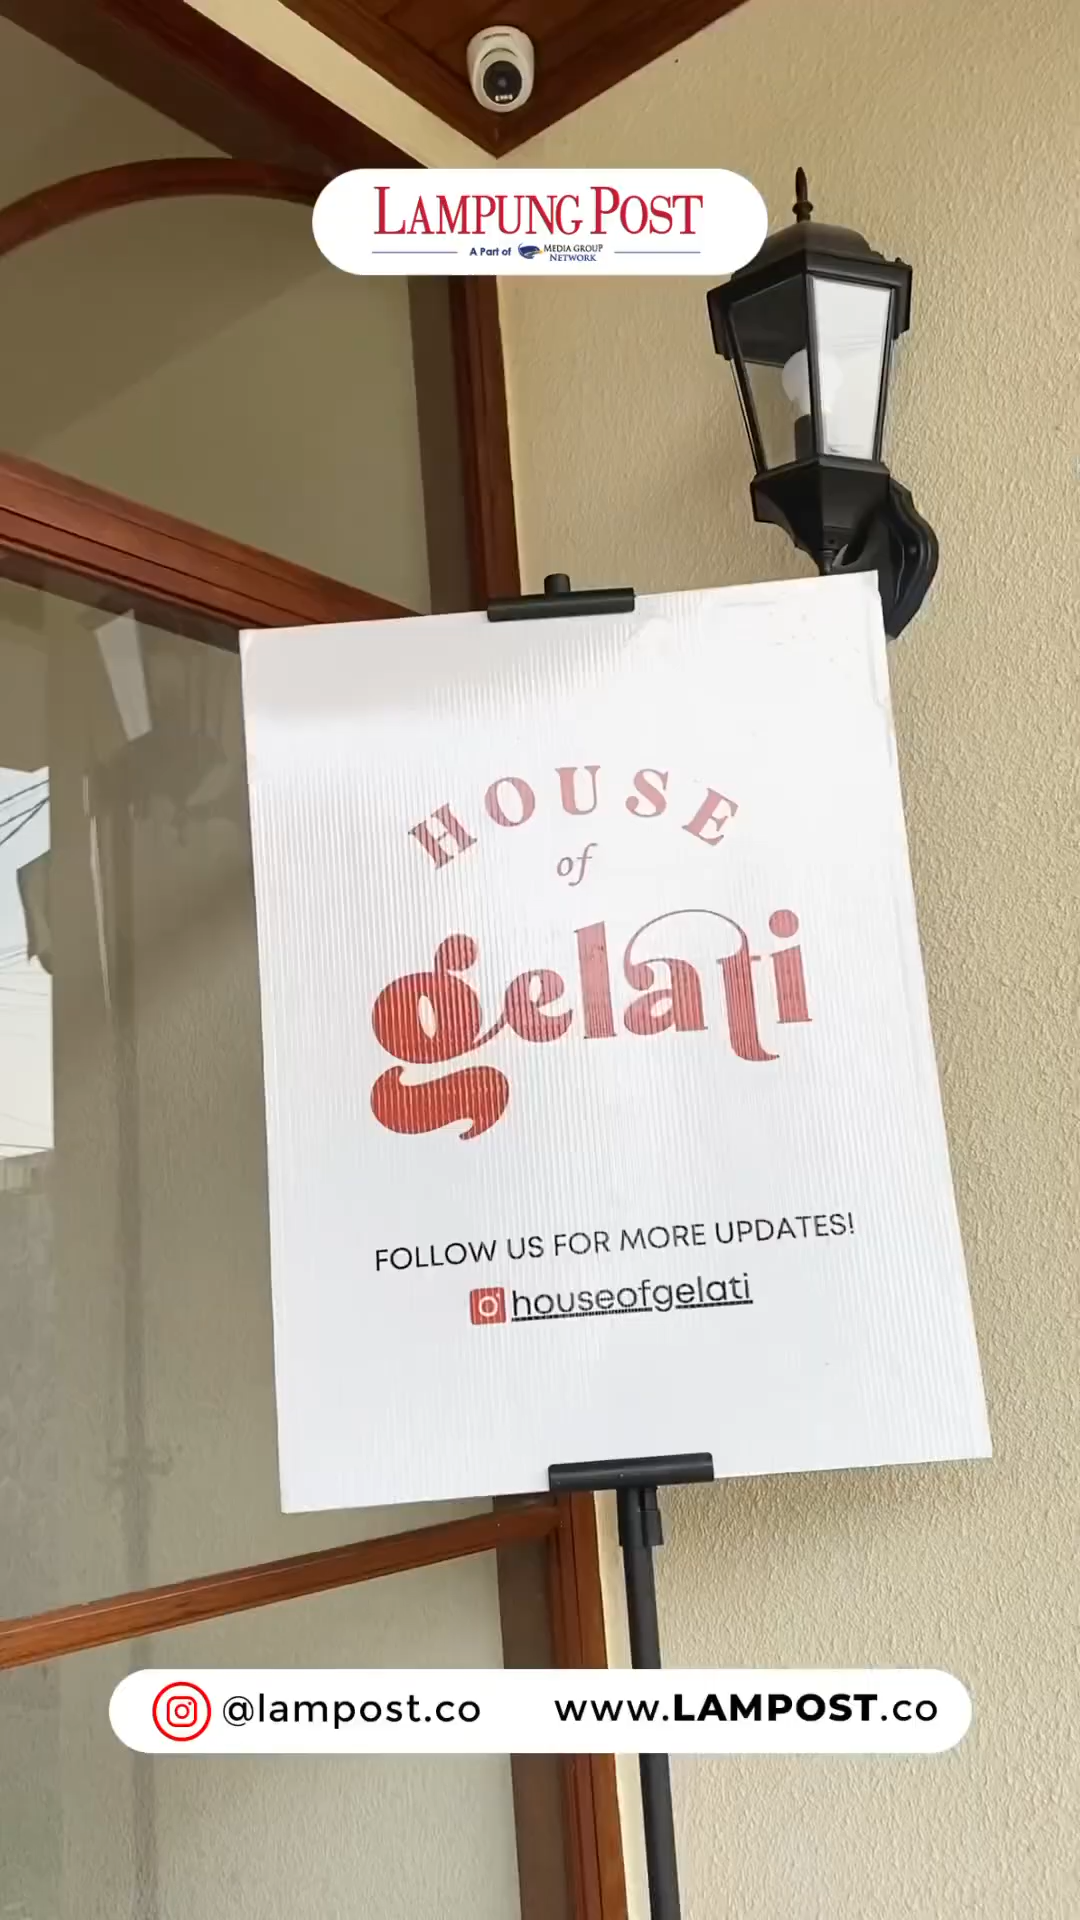 LAMPUNG POST
A Part of MEDIA GROUP NETWORK
HOUSE
of
gelati
FOLLOW US FOR MORE UPDATES!
houseofgelati
@lampost.co www.LAMPOST.co